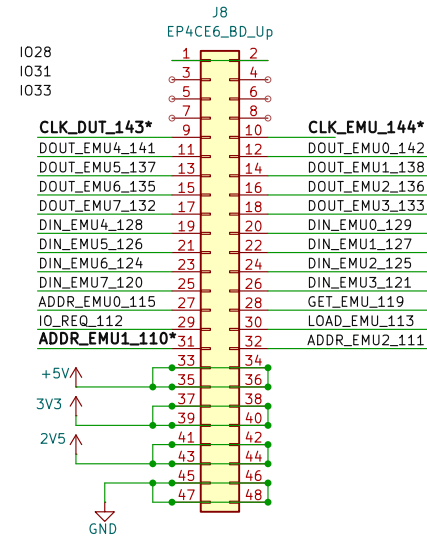 J8
EP4CE6_BD_Up
IO28
1 2
IO31
3 4
IO33
5 6
7 8
CLK_DUT_143* 9 10 CLK_EMU_144*
DOUT_EMU4_141 11 12 DOUT_EMU0_142
DOUT_EMU5_137 13 14 DOUT_EMU1_138
DOUT_EMU6_135 15 16 DOUT_EMU2_136
DOUT_EMU7_132 17 18 DOUT_EMU3_133
DIN_EMU4_128 19 20 DIN_EMU0_129
DIN_EMU5_126 21 22 DIN_EMU1_127
DIN_EMU6_124 23 24 DIN_EMU2_125
DIN_EMU7_120 25 26 DIN_EMU3_121
ADDR_EMU0_115 27 28 GET_EMU_119
IO_REQ_112 29 30 LOAD_EMU_113
ADDR_EMU1_110* 31 32 ADDR_EMU2_111
33 34
+5V 35 36
3V3 37 38
39 40
2V5 41 42
43 44
45 46
47 48
GND